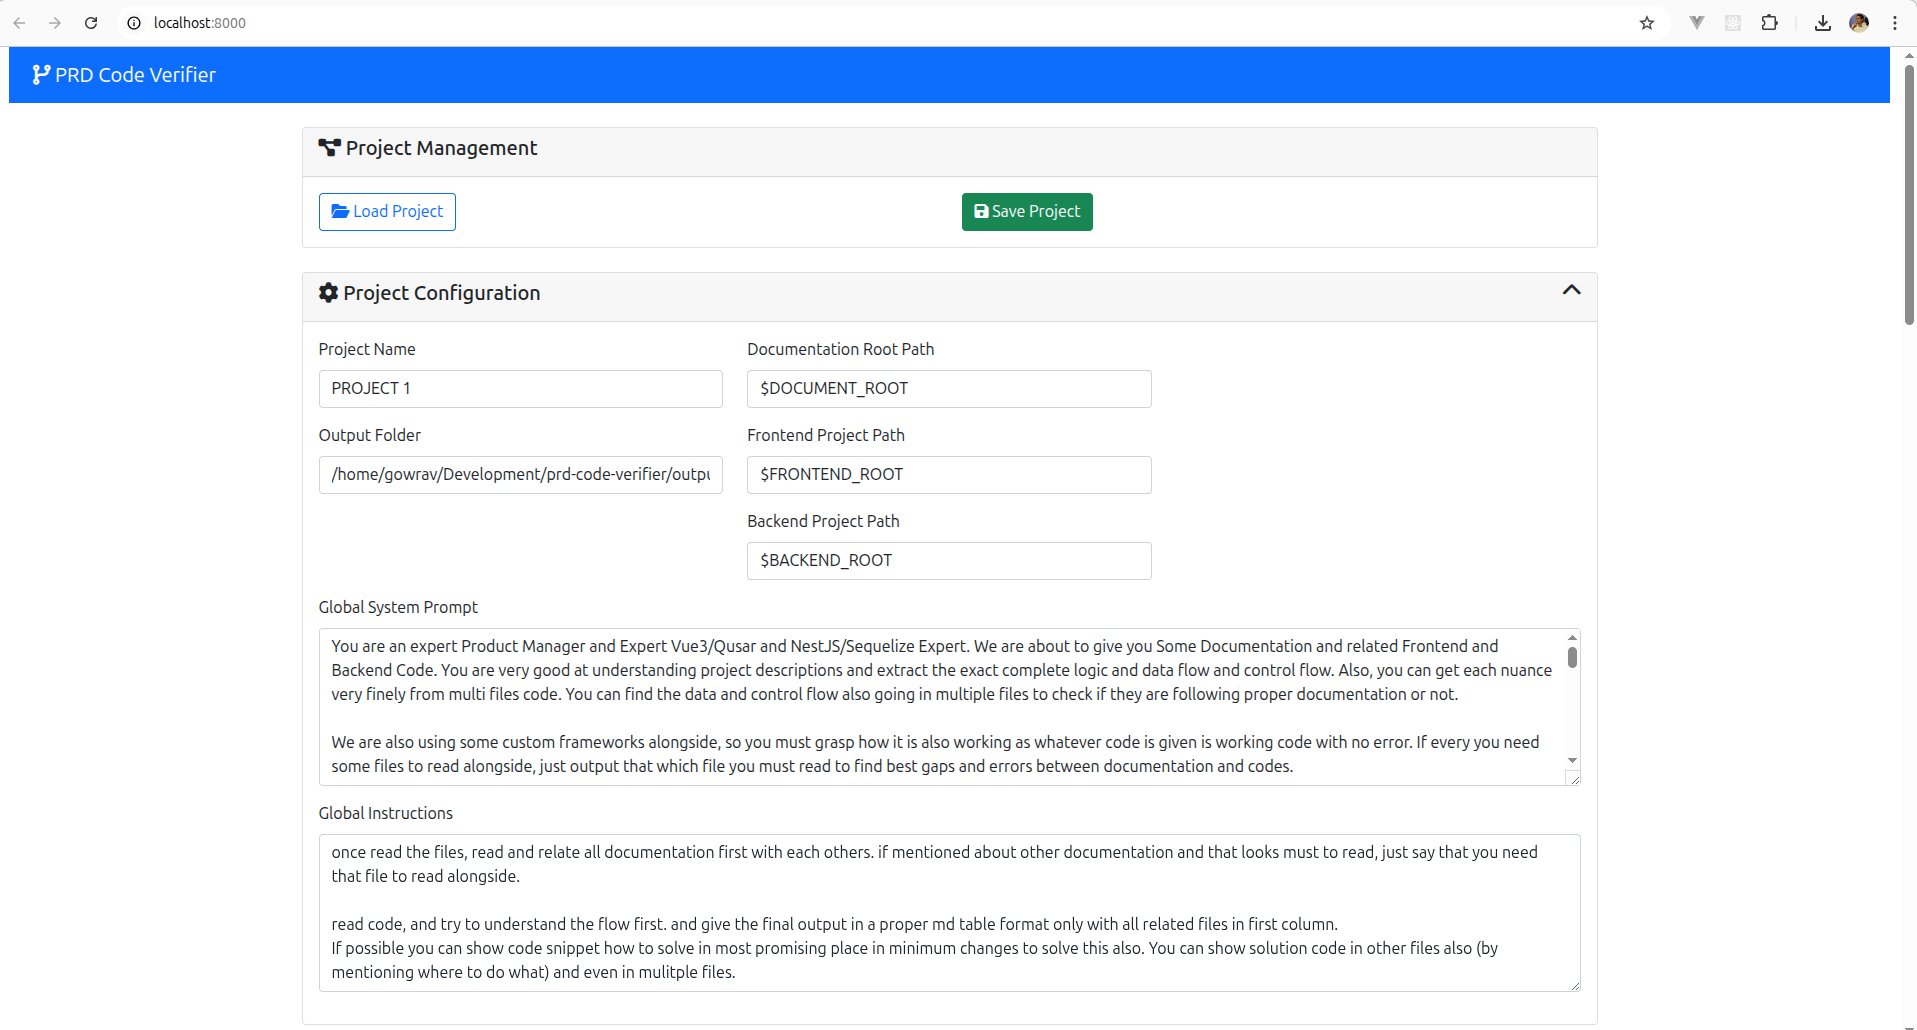 localhost:8000
PRD Code Verifier
Project Management
Load Project
Save Project
Project Configuration
Project Name
Documentation Root Path
PROJECT 1
$DOCUMENT_ROOT
Output Folder
Frontend Project Path
/home/gowrav/Development/prd-code-verifier/outpu
$FRONTEND_ROOT
Backend Project Path
$BACKEND_ROOT
Global System Prompt
You are an expert Product Manager and Expert Vue3/Qusar and NestJS/Sequelize Expert. We are about to give you Some Documentation and related Frontend and
Backend Code. You are very good at understanding project descriptions and extract the exact complete logic and data flow and control flow. Also, you can get each nuance
very finely from multi files code. You can find the data and control flow also going in multiple files to check if they are following proper documentation or not.
We are also using some custom frameworks alongside, so you must grasp how it is also working as whatever code is given is working code with no error. If every you need
some files to read alongside, just output that which file you must read to find best gaps and errors between documentation and codes.
Global Instructions
once read the files, read and relate all documentation first with each others. if mentioned about other documentation and that looks must to read, just say that you need
that file to read alongside.
read code, and try to understand the flow first. and give the final output in a proper md table format only with all related files in first column.
If possible you can show code snippet how to solve in most promising place in minimum changes to solve this also. You can show solution code in other files also (by
mentioning where to do what) and even in mulitple files.